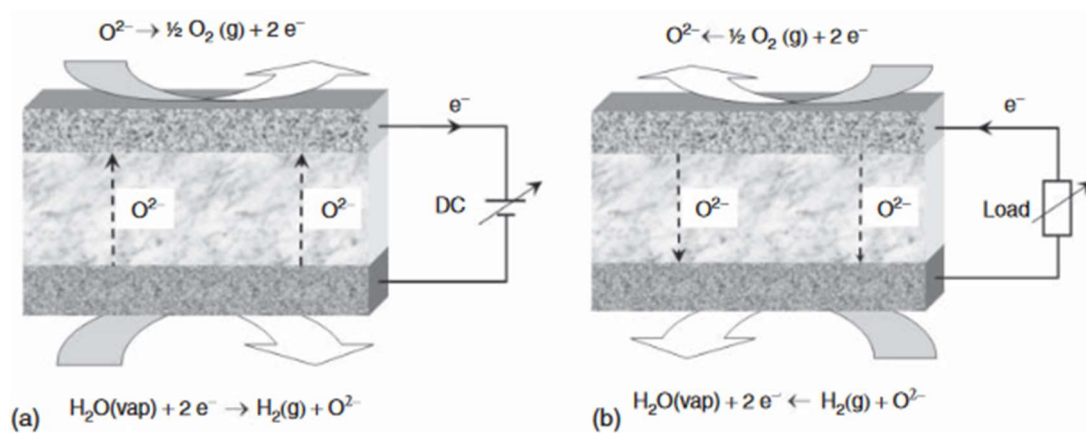 O²⁻ → ½ O₂ (g) + 2 e⁻
e⁻
O²⁻ O²⁻
DC
H₂O(vap) + 2 e⁻ → H₂(g) + O²⁻
(a)
O²⁻ ← ½ O₂ (g) + 2 e⁻
e⁻
O²⁻ O²⁻
Load
H₂O(vap) + 2 e⁻ ← H₂(g) + O²⁻
(b)